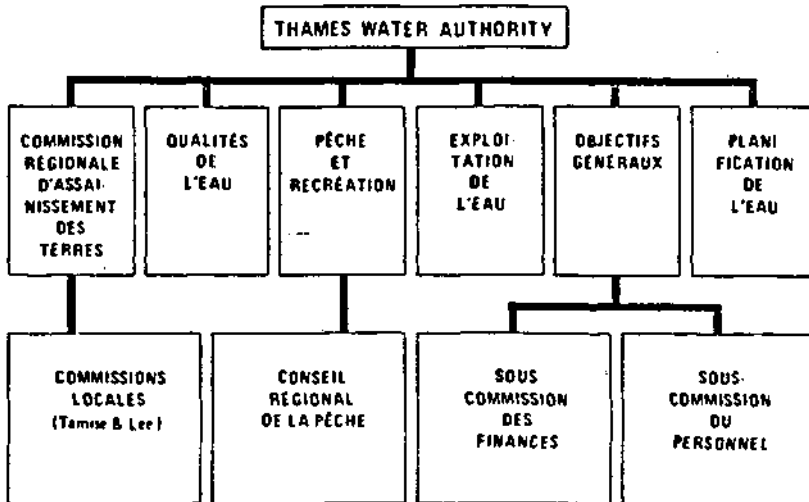 THAMES WATER AUTHORITY
COMMISSION
RÉGIONALE
D'ASSAI-
NISSEMENT
DES
TERRES
QUALITÉS
DE
L'EAU
PÊCHE
ET
RECRÉATION
EXPLOI-
TATION
DE
L'EAU
OBJECTIFS
GÉNÉRAUX
PLANI
FICATION
DE
L'EAU
COMMISSIONS
LOCALES
(Tamise & Lee)
CONSEIL
RÉGIONAL
DE LA PÊCHE
SOUS
COMMISSION
DES
FINANCES
SOUS-
COMMISSION
DU
PERSONNEL